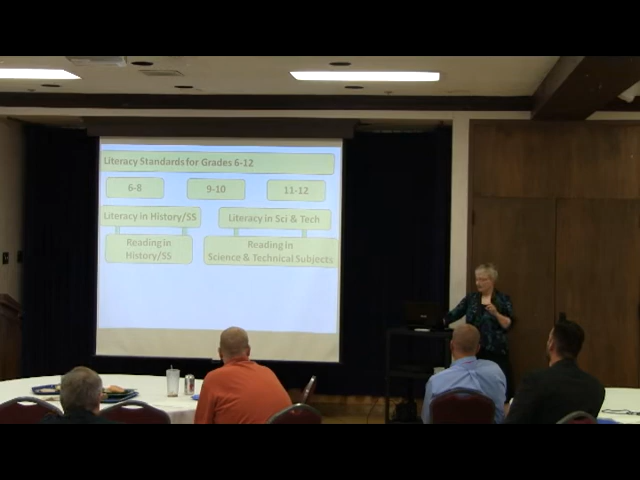 Literacy Standards for Grades 6-12
6-8
9-10
11-12
Literacy in History/SS
Literacy in Sci & Tech
Reading in
History/SS
Reading in
Science & Technical Subjects